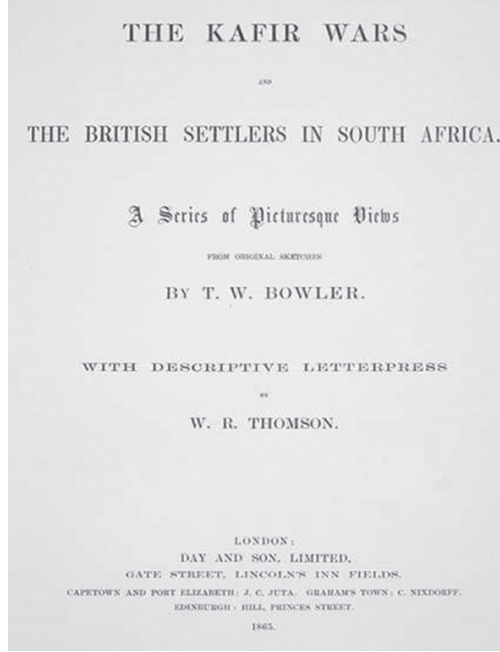 THE KAFIR WARS
AND
THE BRITISH SETTLERS IN SOUTH AFRICA.
A Series of Picturesque Views
FROM ORIGINAL SKETCHES
BY T. W. BOWLER.
WITH DESCRIPTIVE LETTERPRESS
BY
W. R. THOMSON.
LONDON:
DAY AND SON, LIMITED,
GATE STREET, LINCOLN'S INN FIELDS.
CAPETOWN AND PORT ELIZABETH: J. C. JUTA. GRAHAM'S TOWN: C. NIXDORFF.
EDINBURGH: HILL, PRINCES STREET.
1865.